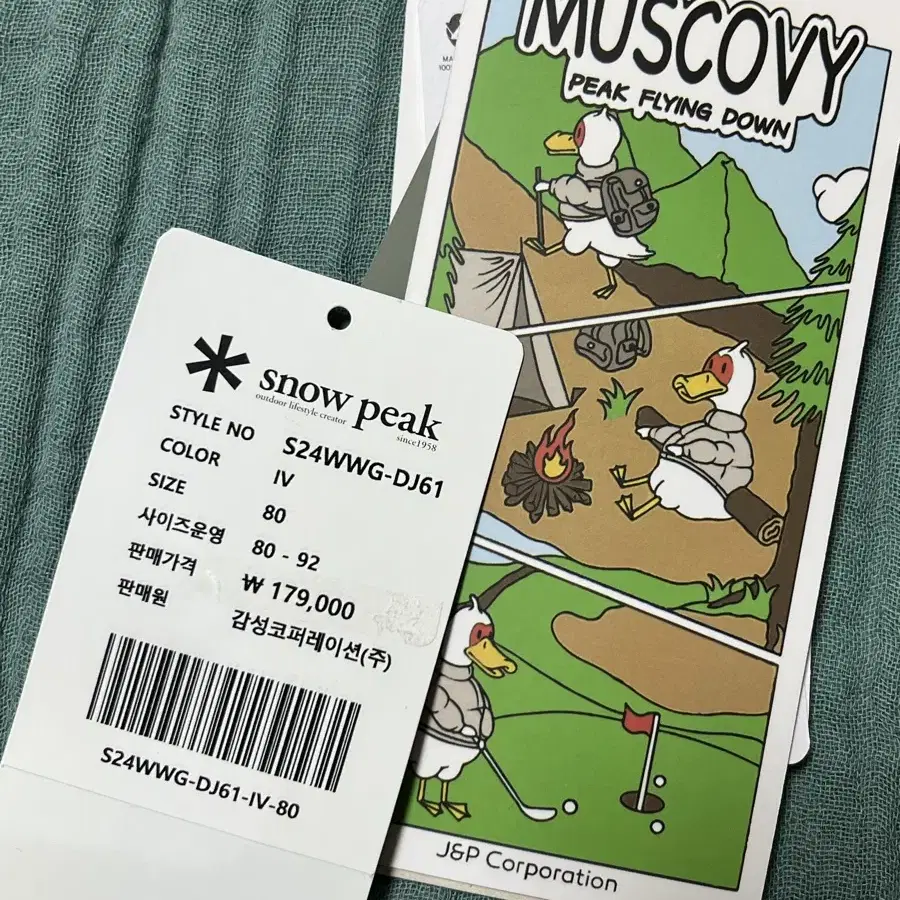 MUSCOVY
PEAK FLYING DOWN
snow peak
outdoor lifestyle creator
since1958
STYLE NO S24WWG-DJ61
COLOR IV
SIZE 80
사이즈운영 80 - 92
판매가격 ₩ 179,000
판매원 감성코퍼레이션(주)
S24WWG-DJ61-IV-80
J&P Corporation